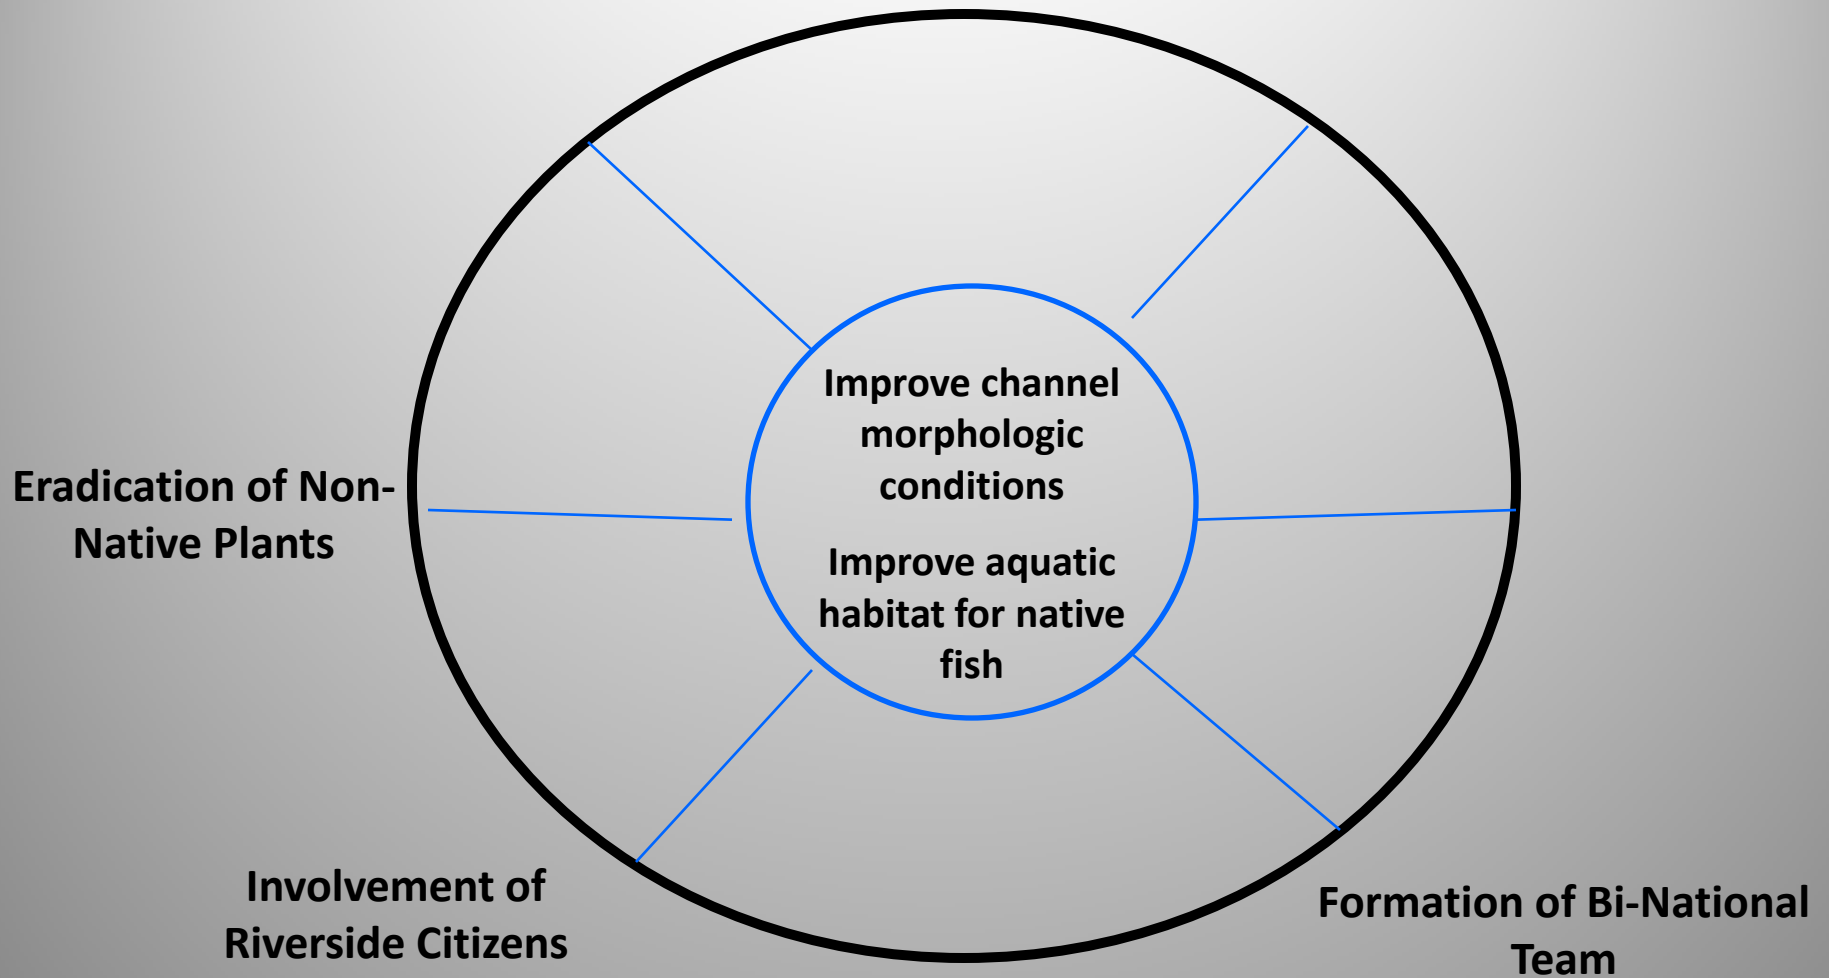 Improve channel
morphologic
conditions
Improve aquatic
habitat for native
fish
Eradication of Non-
Native Plants
Involvement of
Riverside Citizens
Formation of Bi-National
Team